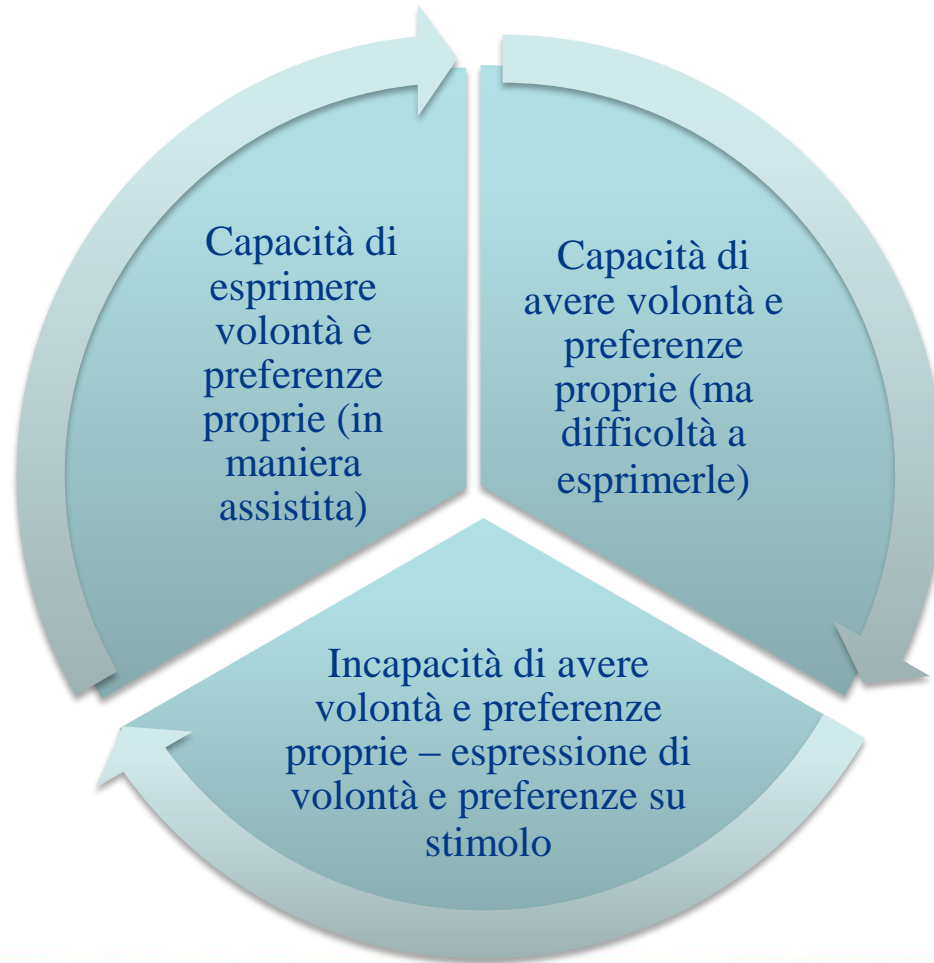 Capacità di
esprimere
volontà e
preferenze
proprie (in
maniera
assistita)
Capacità di
avere volontà e
preferenze
proprie (ma
difficoltà a
esprimerle)
Incapacità di avere
volontà e preferenze
proprie – espressione di
volontà e preferenze su
stimolo